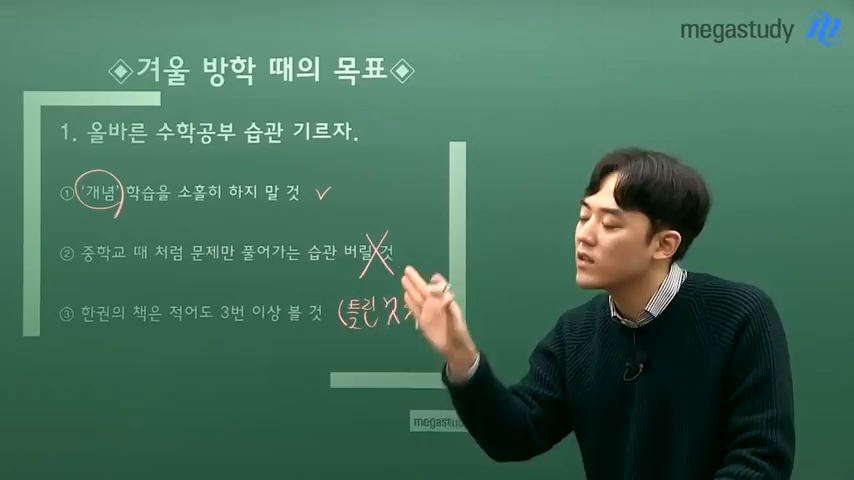 megastudy
겨울 방학 때의 목표
1. 올바른 수학공부 습관 기르자.
① '개념' 학습을 소홀히 하지 말 것
② 중학교 때 처럼 문제만 풀어가는 습관 버릴 것
③ 한권의 책은 적어도 3번 이상 볼 것 (틀린
megastud